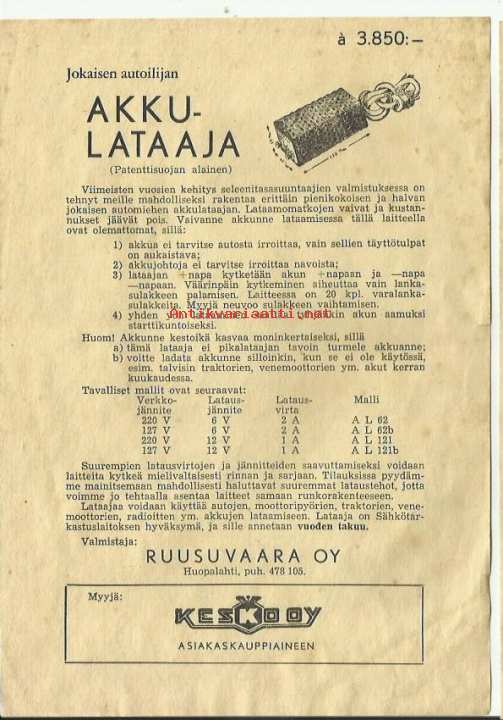 à 3.850:—
Jokaisen autoilijan
AKKU-
LATAAJA
(Patenttisuojan alainen)
Viimeisten vuosien kehitys seleenitasasuuntaajien valmistuksessa on
tehnyt meille mahdolliseksi rakentaa erittäin pienikokoisen ja halvan
jokaisen automiehen akkulataajan. Lataamomatkojen vaivat ja kustan-
nukset jäävät pois. Vaivanne akkunne lataamisessa tällä laitteella
ovat olemattomat, sillä:
1) akkua ei tarvitse autosta irroittaa, vain sellien täyttötulpat
on aukaistava;
2) akkujohtoja ei tarvitse irroittaa navoista;
3) lataajan +napa kytketään akun +napaan ja —napa
—napaan. Väärinpäin kytkeminen aiheuttaa vain lanka-
sulakkeen palamisen. Laitteessa on 20 kpl. varalanka-
sulakkeita. Myyjä neuvoo sulakkeen vaihtamisen.
Antikvariaatti.net
4) yhden yön akun aamuksi
starttikuntoiseksi.
Huom! Akkunne kestoikä kasvaa moninkertaiseksi, sillä
a) tämä lataaja ei pikalataajan tavoin turmele akkuanne;
b) voitte ladata akkunne silloinkin, kun se ei ole käytössä,
esim. talvisin traktorien, venemoottorien ym. akut kerran
kuukaudessa.
Tavalliset mallit ovat seuraavat:
Verkko- Lataus- Lataus- Malli
jännite jännite virta
220 V 6 V 2 A A L 62
127 V 6 V 2 A A L 62b
220 V 12 V 1 A A L 121
127 V 12 V 1 A A L 121b
Suurempien latausvirtojen ja jännitteiden saavuttamiseksi voidaan
laitteita kytkeä mielivaltaisesti rinnan ja sarjaan. Tilauksissa pyydäm-
me mainitsemaan mahdollisesti haluttavat suuremmat lataustehot, jotta
voimme jo tehtaalla asentaa laitteet samaan runkorakenteeseen.
Lataajaa voidaan käyttää autojen, moottoripyörien, traktorien, vene-
moottorien, radioitten ym. akkujen lataamiseen. Lataaja on Sähkötar-
kastuslaitoksen hyväksymä, ja sille annetaan vuoden takuu.
Valmistaja:
RUUSUVAARA OY
Huopalahti, puh. 478 105.
Myyjä:
KESKO OY
ASIAKASKAUPPIAINEEN